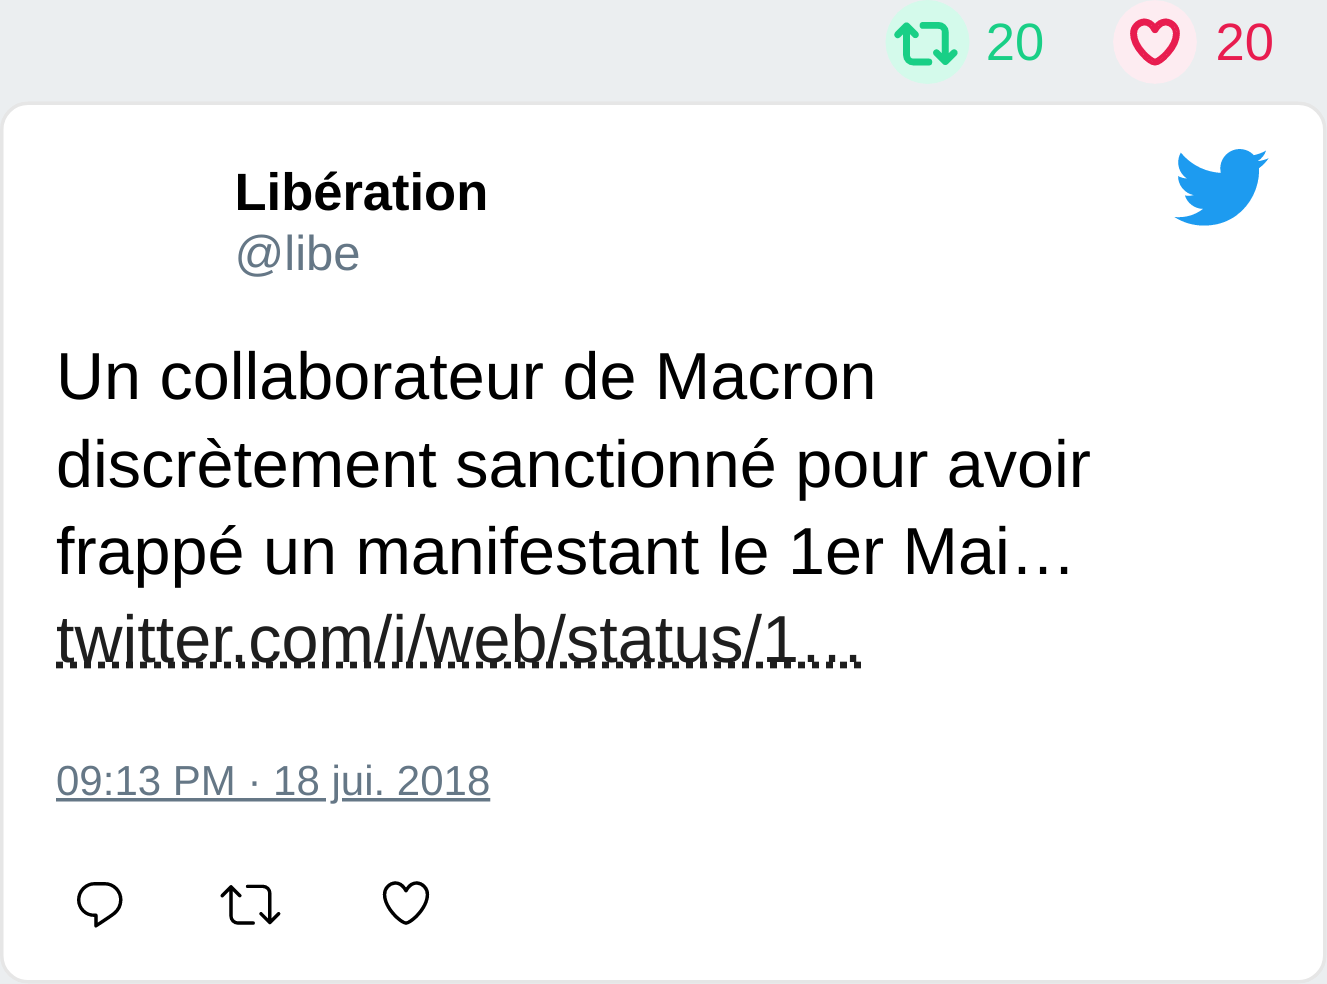 20 20
Libération
@libe
Un collaborateur de Macron
discrètement sanctionné pour avoir
frappé un manifestant le 1er Mai…
twitter.com/i/web/status/1…
09:13 PM · 18 jui. 2018